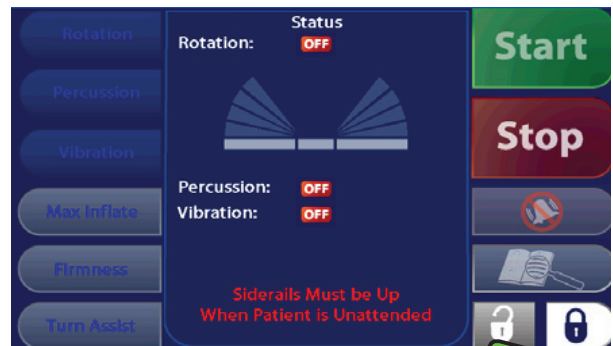 Rotation
Percussion
Vibration
Max Inflate
Firmness
Turn Assist
Status
Rotation: OFF
Percussion: OFF
Vibration: OFF
Siderails Must be Up
When Patient is Unattended
Start
Stop